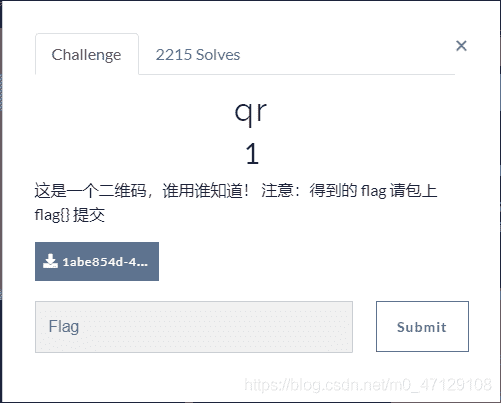 Challenge
2215 Solves
×
qr
1
这是一个二维码，谁用谁知道！ 注意：得到的 flag 请包上
flag{} 提交
1abe854d-4...
Flag
Submit
https://blog.csdn.net/m0_47129108